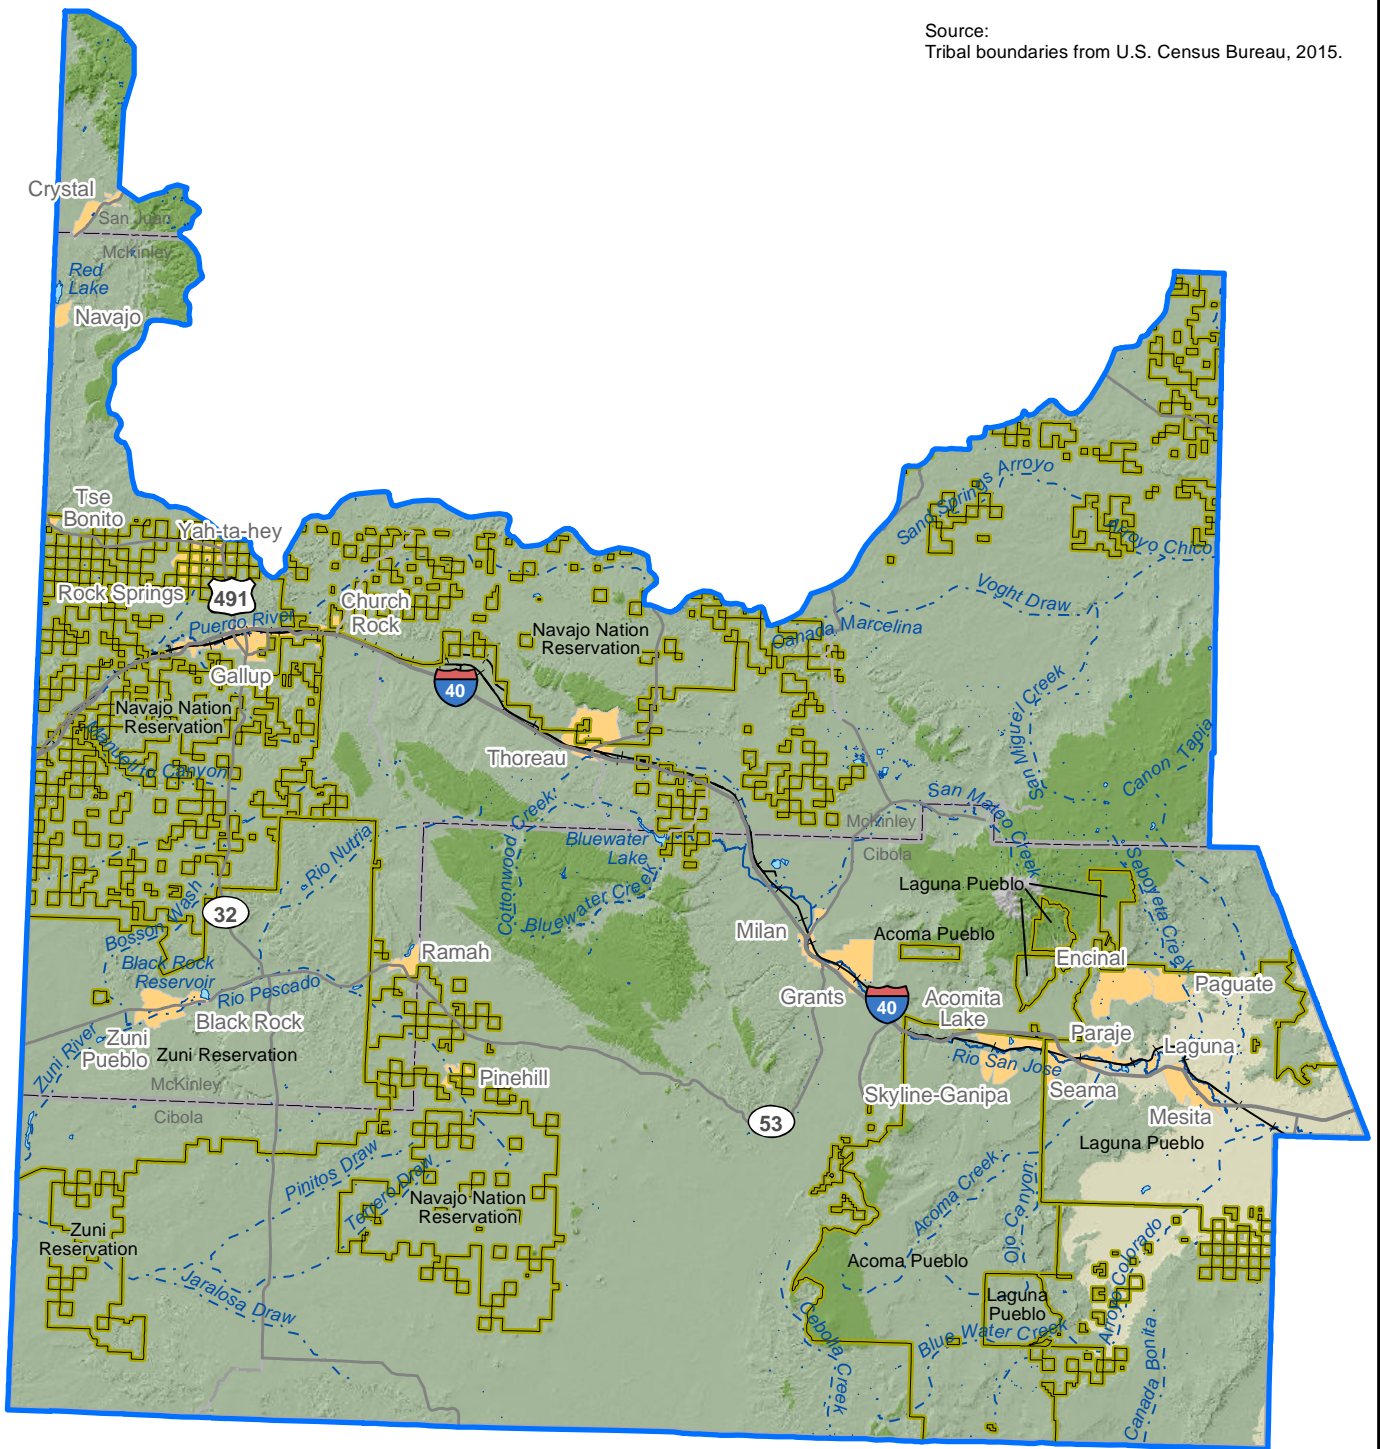 Source:
Tribal boundaries from U.S. Census Bureau, 2015.
Crystal
San Juan
McKinley
Red
Lake
Navajo
Sand Springs Arroyo
Arroyo Chico
Tse
Bonito
Yah-ta-hey
Rock Springs
491
Church
Rock
Voght Draw
Puerco River
Canada Marcelina
Navajo Nation
Reservation
Gallup
40
San Miguel Creek
Navajo Nation
Reservation
Manuelito Canyon
Thoreau
Canon Tapia
San Mateo Creek
McKinley
Cibola
Rio Nutria
Cottonwood Creek
Bluewater
Lake
Bluewater Creek
Seboyeta Creek
Laguna Pueblo
32
Bosson Wash
Milan
Acoma Pueblo
Ramah
Encinal
Black Rock
Reservoir
Rio Pescado
Paguate
Grants
40
Acomita
Lake
Black Rock
Zuni
Pueblo
Zuni River
Zuni Reservation
Paraje
Laguna
Rio San Jose
Pinehill
McKinley
Cibola
Skyline-Ganipa
Seama
Mesita
53
Laguna Pueblo
Pinitos Draw
Terrero Draw
Acoma Creek
Ojo Canyon
Navajo Nation
Reservation
Zuni
Reservation
Acoma Pueblo
Arroyo Colorado
Jaralosa Draw
Laguna
Pueblo
Cebolla Creek
Blue Water Creek
Canada Bonita